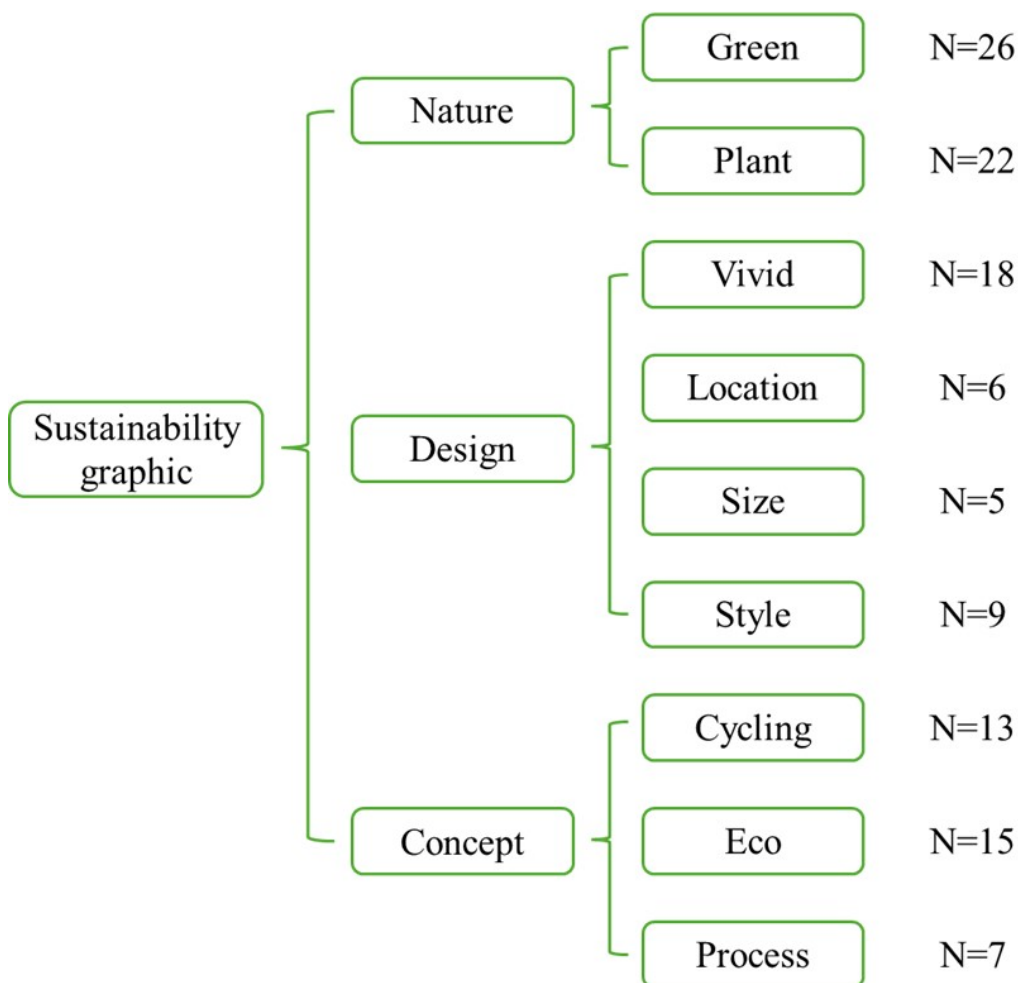 Sustainability
graphic
Nature
Green N=26
Plant N=22
Design
Vivid N=18
Location N=6
Size N=5
Style N=9
Concept
Cycling N=13
Eco N=15
Process N=7